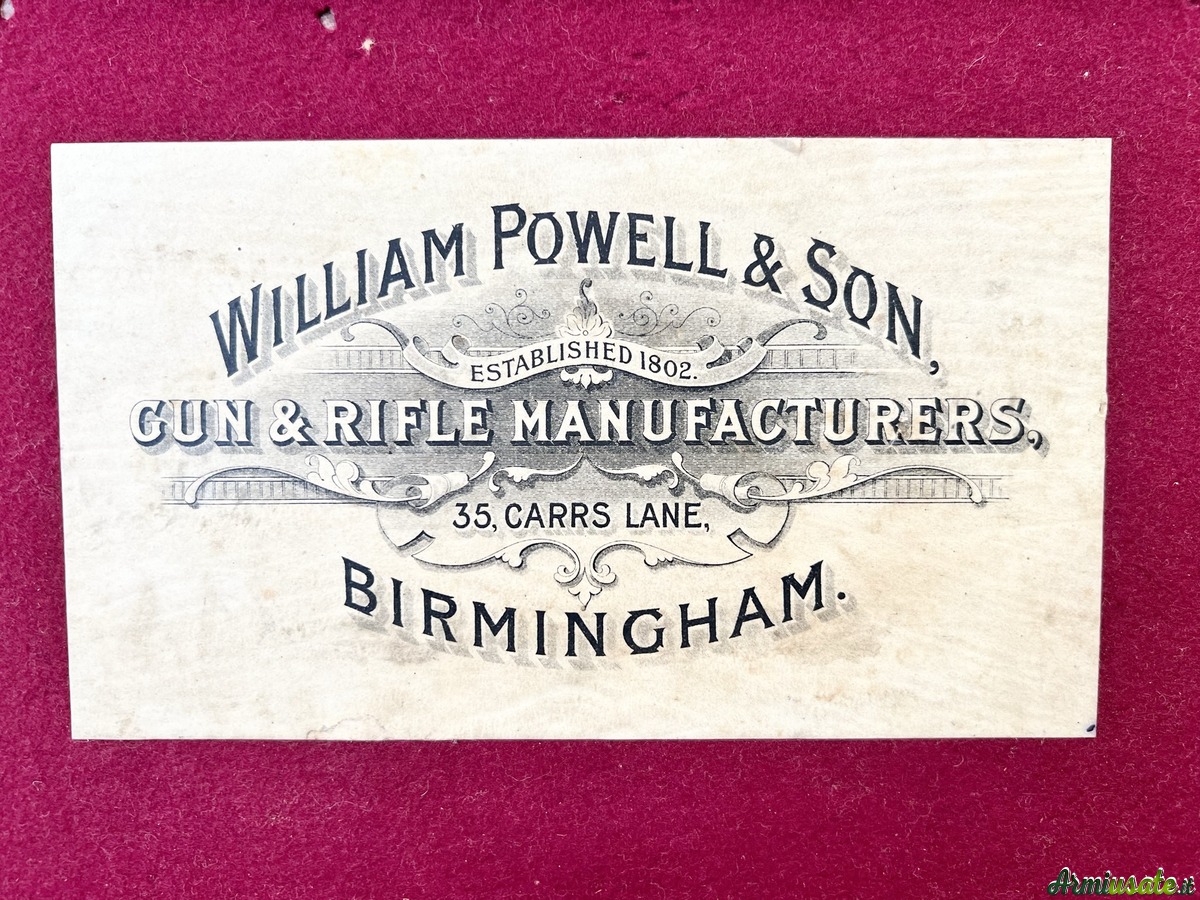 WILLIAM POWELL & SON,
ESTABLISHED 1802.
GUN & RIFLE MANUFACTURERS,
35, CARRS LANE,
BIRMINGHAM.
Armiusate.it